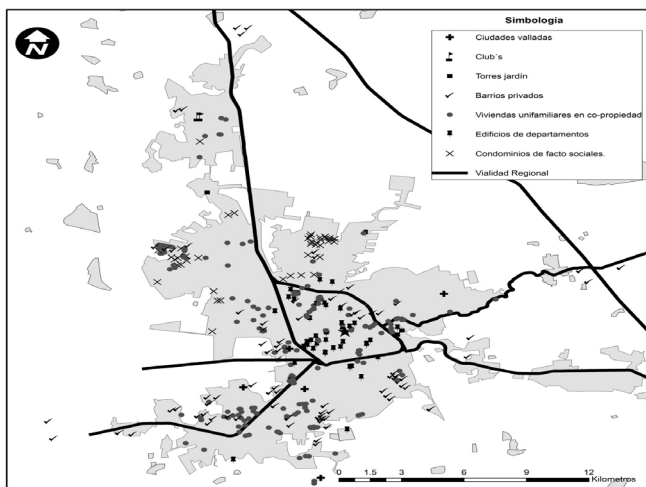 N
Simbología
Ciudades valladas
Club´s
Torres jardín
Barrios privados
Viviendas unifamiliares en co-propiedad
Edificios de departamentos
Condominios de facto sociales.
Vialidad Regional
0 1.5 3 6 9 12
Kilometros